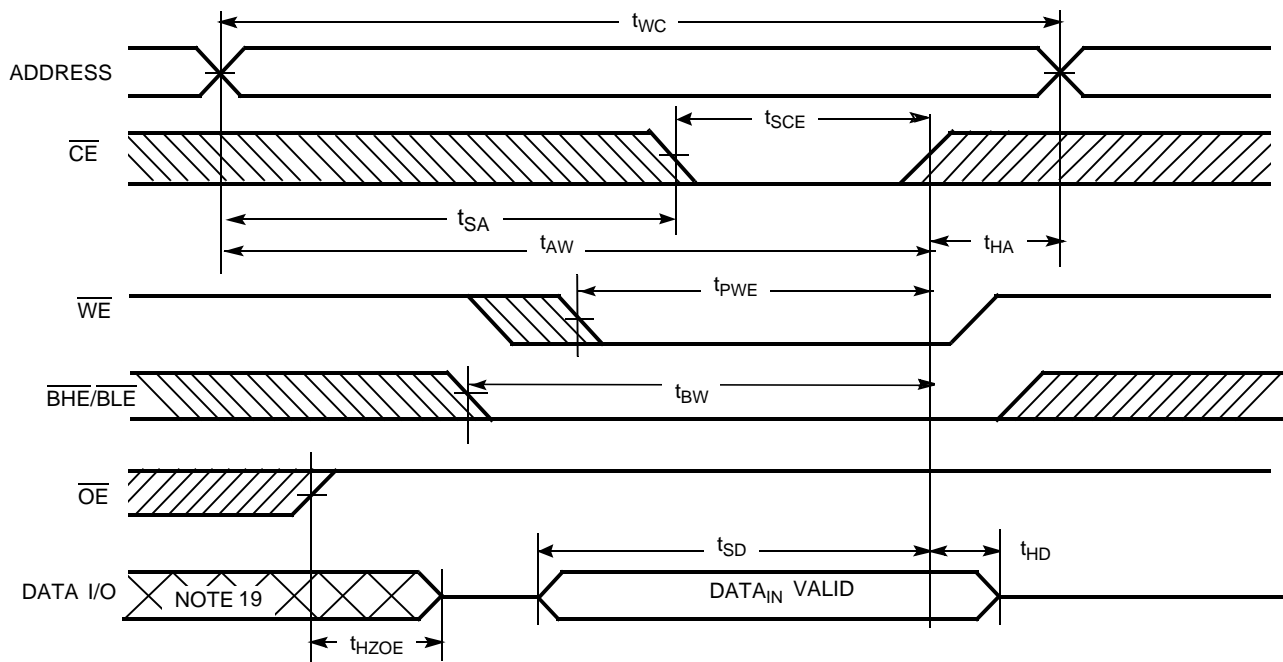 tWC
ADDRESS
tSCE
CE
tSA
tAW
tHA
tPWE
WE
BHE/BLE
tBW
OE
tSD
tHD
DATA I/O
NOTE 19
DATAIN VALID
tHZOE